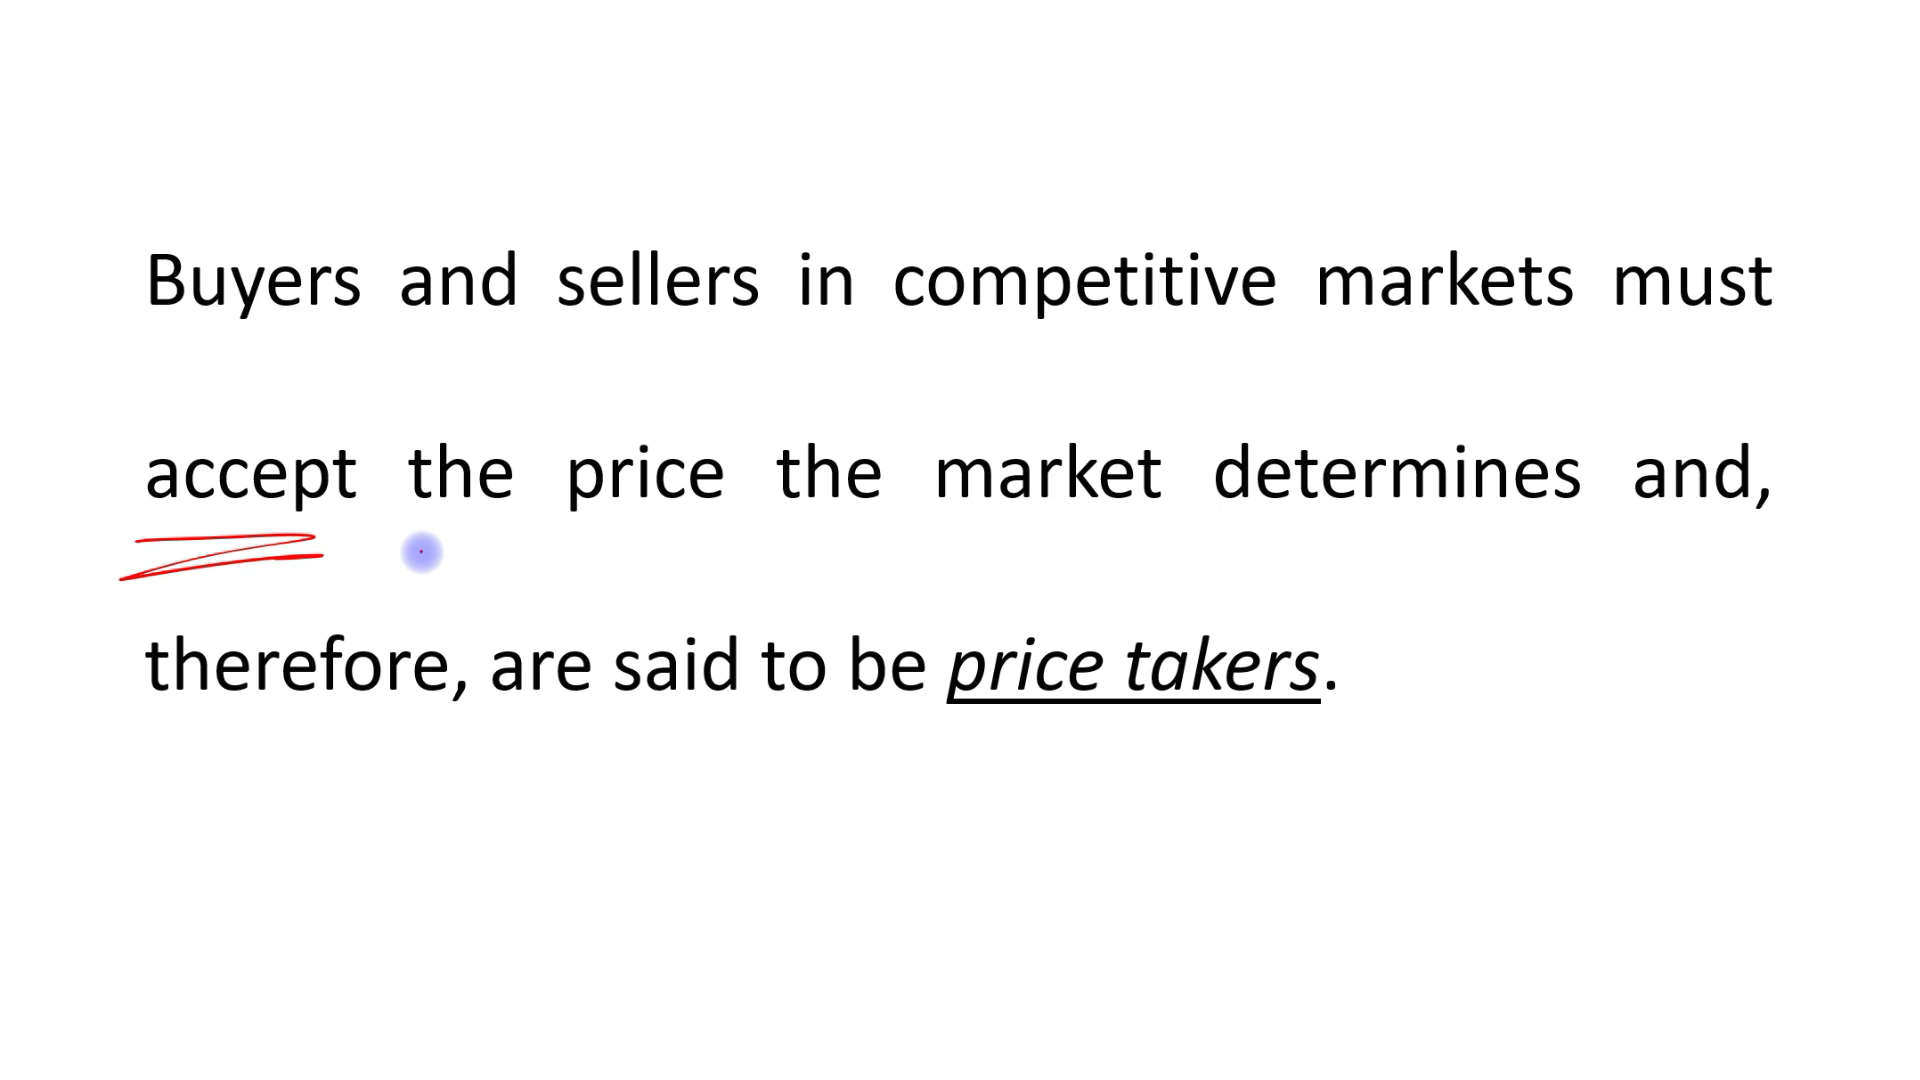 Buyers and sellers in competitive markets must
accept the price the market determines and,
therefore, are said to be price takers.